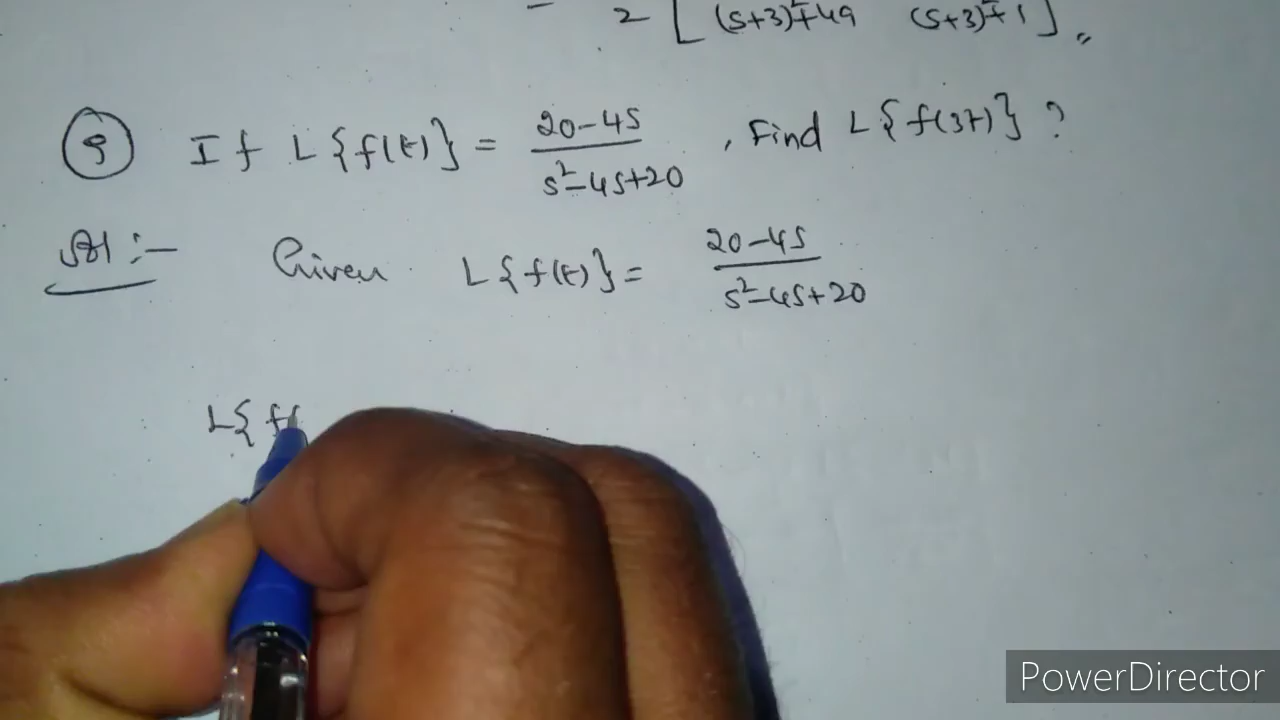 2 [ (s+3)²+49 (s+3)²+1 ] 〃
9 If L{f(t)} = 20-4s / s²-4s+20 , Find L{f(3t)} ?
Sol :- Given L{f(t)} = 20-4s / s²-4s+20
L{f(
PowerDirector